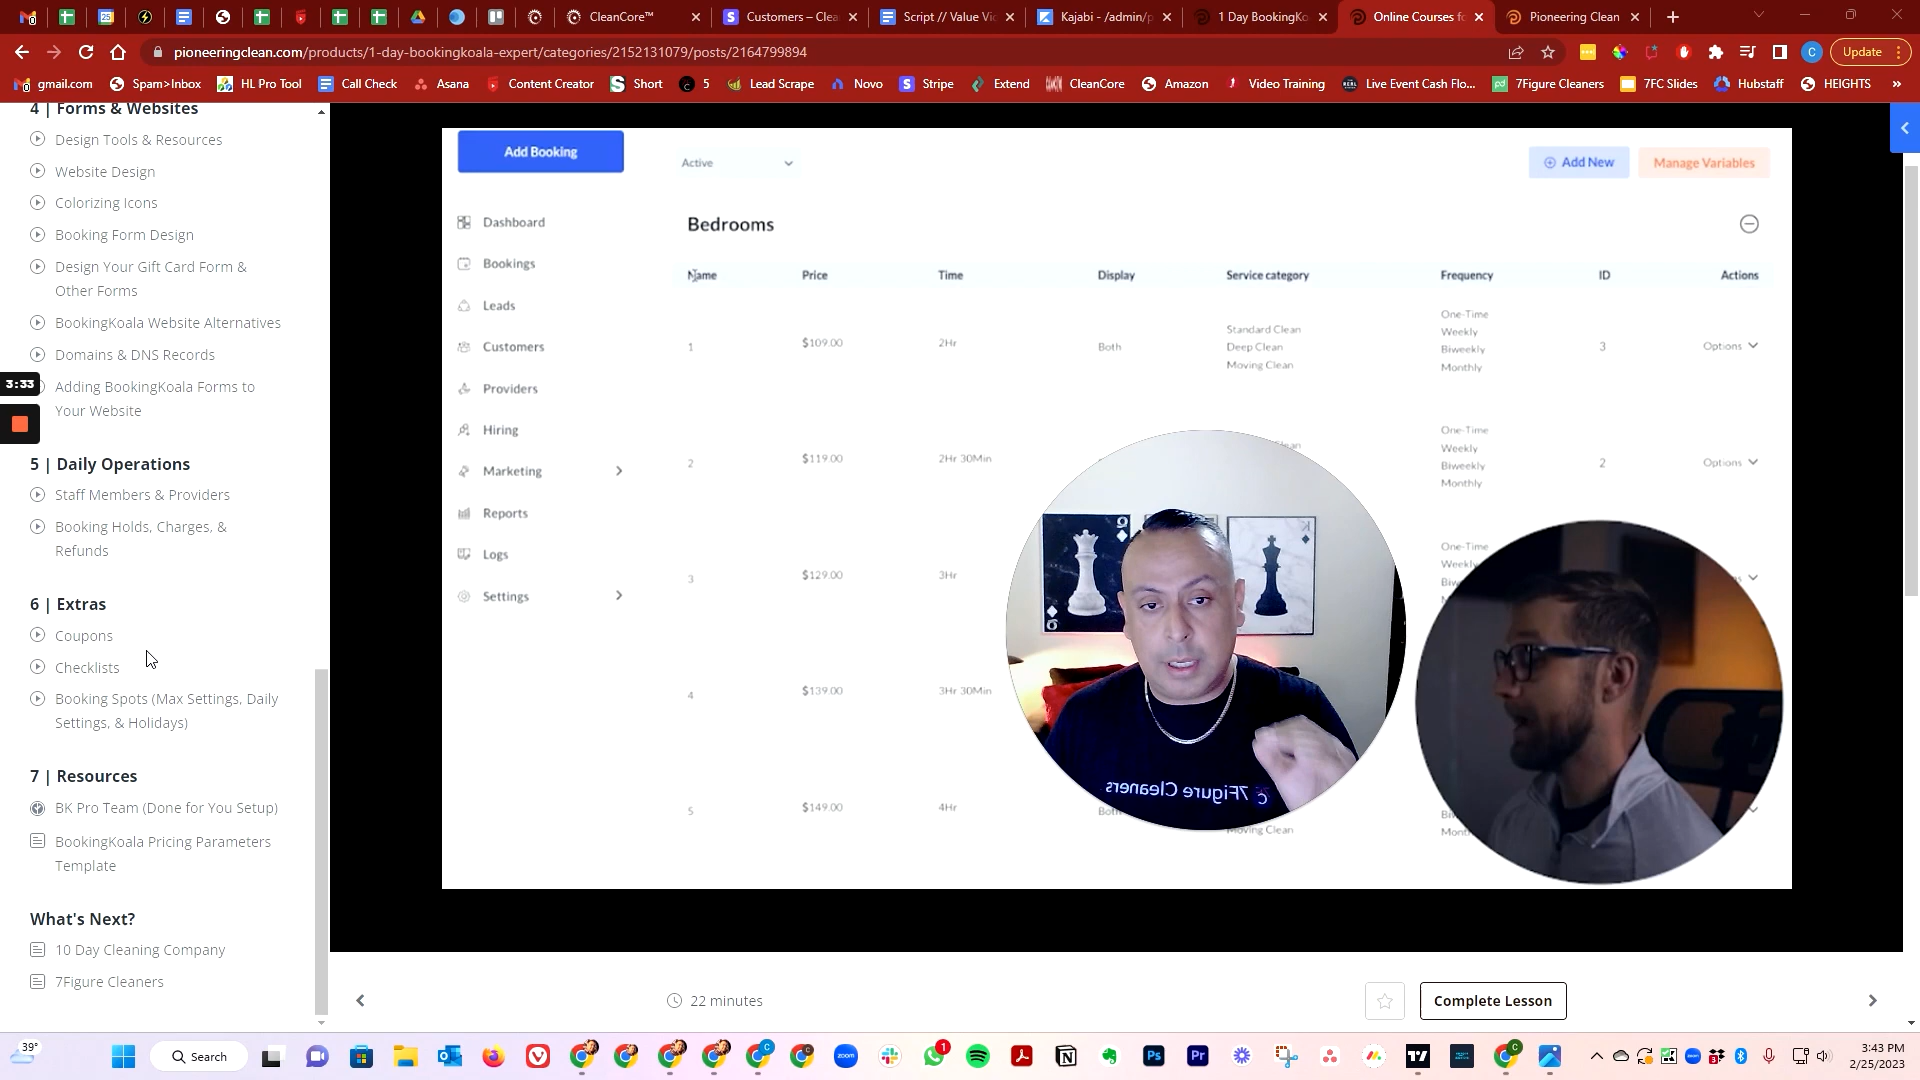 CleanCore™
Customers – Clea
Script // Value Vi
Kajabi - /admin/p
1 Day BookingKo
Online Courses fo
Pioneering Clean
pioneeringclean.com/products/1-day-bookingkoala-expert/categories/2152131079/posts/2164799894
Update
gmail.com
Spam>Inbox
HL Pro Tool
Call Check
Asana
Content Creator
Short
5
Lead Scrape
Novo
Stripe
Extend
CleanCore
Amazon
Video Training
Live Event Cash Flo...
7Figure Cleaners
7FC Slides
Hubstaff
HEIGHTS
4 | Forms & Websites
Design Tools & Resources
Website Design
Colorizing Icons
Booking Form Design
Design Your Gift Card Form &
Other Forms
BookingKoala Website Alternatives
Domains & DNS Records
3:33
Adding BookingKoala Forms to
Your Website
5 | Daily Operations
Staff Members & Providers
Booking Holds, Charges, &
Refunds
6 | Extras
Coupons
Checklists
Booking Spots (Max Settings, Daily
Settings, & Holidays)
7 | Resources
BK Pro Team (Done for You Setup)
BookingKoala Pricing Parameters
Template
What's Next?
10 Day Cleaning Company
7Figure Cleaners
Add Booking
Dashboard
Bookings
Leads
Customers
Providers
Hiring
Marketing
Reports
Logs
Settings
Active
Add New
Manage Variables
Bedrooms
Name Price Time Display Service category Frequency ID Actions
1 $109.00 2Hr Both
Standard Clean
Deep Clean
Moving Clean
One-Time
Weekly
Biweekly
Monthly
3 Options
2 $119.00 2Hr 30Min
One-Time
Weekly
Biweekly
Monthly
2 Options
3 $129.00 3Hr
One-Time
Weekly
4 $139.00 3Hr 30Min
5 $149.00 4Hr
Moving Clean
7Figure Cleaners
22 minutes
Complete Lesson
39°
Search
3:43 PM
2/25/2023